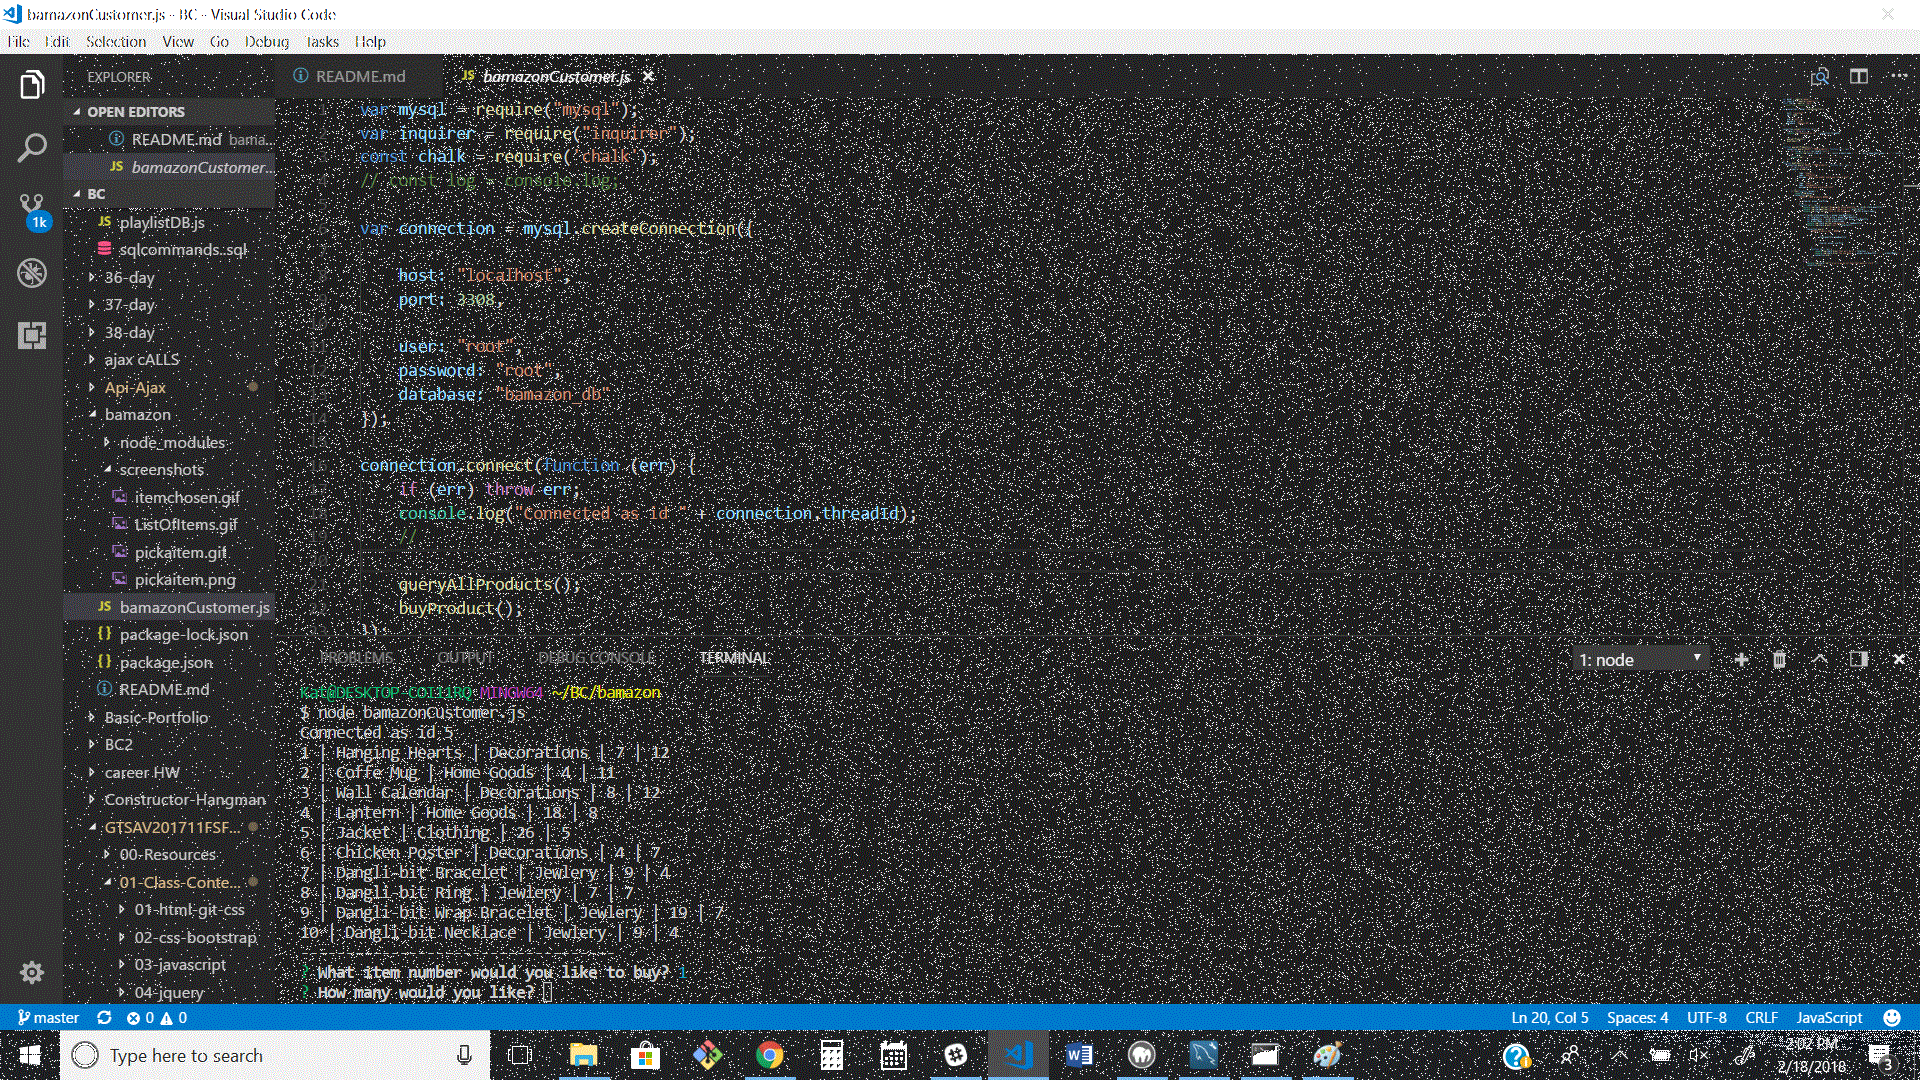 bamazonCustomer.js - BC - Visual Studio Code
File Edit Selection View Go Debug Tasks Help
EXPLORER
OPEN EDITORS
README.md bama...
bamazonCustomer...
BC
playlistDB.js
sqlcommands.sql
36-day
37-day
38-day
ajax cALLS
Api-Ajax
bamazon
node_modules
screenshots
itemchosen.gif
ListOfItems.gif
pickaitem.gif
pickaitem.png
bamazonCustomer.js
package-lock.json
package.json
README.md
Basic-Portfolio
BC2
career HW
Constructor-Hangman
GTSAV201711FSF...
00-Resources
01-Class-Conte...
01-html-git-css
02-css-bootstrap
03-javascript
04-jquery
README.md
bamazonCustomer.js
var mysql = require("mysql");
var inquirer = require("inquirer");
const chalk = require('chalk');
// const log = console.log;
var connection = mysql.createConnection({
host: "localhost",
port: 3308,
user: "root",
password: "root",
database: "bamazon_db"
});
connection.connect(function (err) {
if (err) throw err;
console.log("Connected as id " + connection.threadId);
//
queryAllProducts();
buyProduct();
});
PROBLEMS OUTPUT DEBUG CONSOLE TERMINAL
1: node
MINGW64 ~/BC/bamazon
$ node bamazonCustomer.js
Connected as id 5
1 | Hanging Hearts | Decorations | 7 | 12
2 | Coffe Mug | Home Goods | 4 | 11
3 | Wall Calendar | Decorations | 8 | 12
4 | Lantern | Home Goods | 18 | 8
5 | Jacket | Clothing | 26 | 5
6 | Chicken Poster | Decorations | 4 | 7
7 | Dangli-bit Bracelet | Jewlery | 9 | 4
8 | Dangli-bit Ring | Jewlery | 7 | 7
9 | Dangli-bit Wrap Bracelet | Jewlery | 19 | 7
10 | Dangli-bit Necklace | Jewlery | 9 | 4
-----------------------------------
? What item number would you like to buy? 1
? How many would you like?
master 0 0 Ln 20, Col 5 Spaces: 4 UTF-8 CRLF JavaScript
Type here to search
2:02 PM
2/18/2018
3
1k